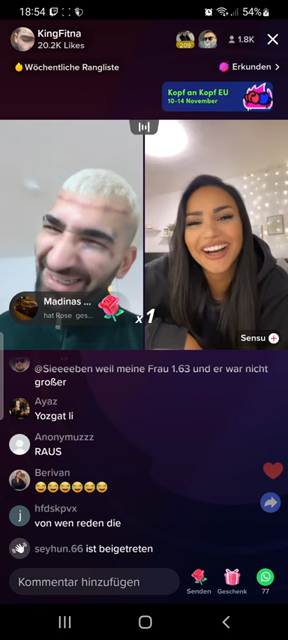 18:54
54%
KingFitna
20.2K Likes
209
1.8K
Wöchentliche Rangliste
Erkunden >
Kopf an Kopf EU
10-14 November
Madinas ...
hat Rose ges...
x1
Sensu
@Sieeeeben weil meine Frau 1.63 und er war nicht
großer
Ayaz
Yozgat li
Anonymuzzz
RAUS
Berivan
😂😂😂😂😂😂
j
hfdskpvx
von wen reden die
seyhun.66 ist beigetreten
Kommentar hinzufügen
Senden
Geschenk
77